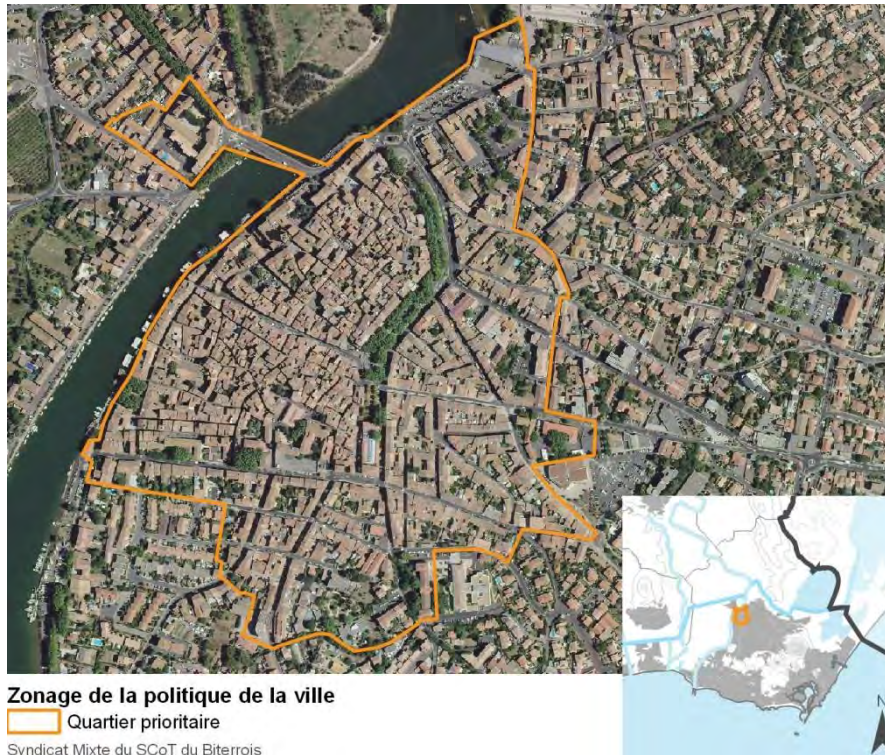 Zonage de la politique de la ville
Quartier prioritaire
Syndicat Mixte du SCoT du Biterrois
N